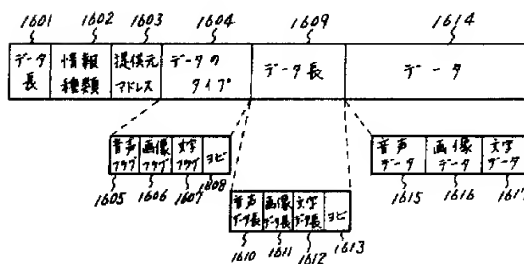 1601 1602 1603 1604 1609 1614
データ長 情報種類 提供元アドレス データのタイプ データ長 データ
音声フラグ 画像フラグ 文字フラグ ヨビ
1605 1606 1607 1608
音声データ長 画像データ長 文字データ長 ヨビ
1610 1611 1612 1613
音声データ 画像データ 文字データ
1615 1616 1617